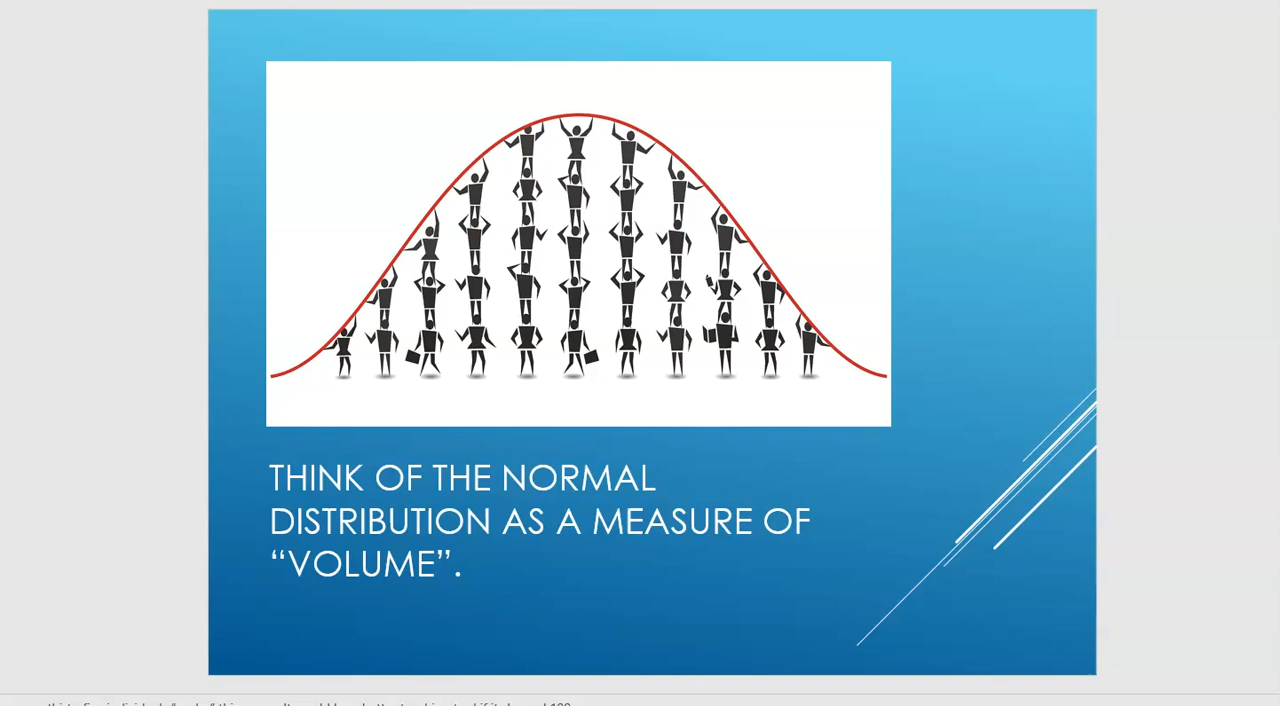 THINK OF THE NORMAL
DISTRIBUTION AS A MEASURE OF
“VOLUME”.